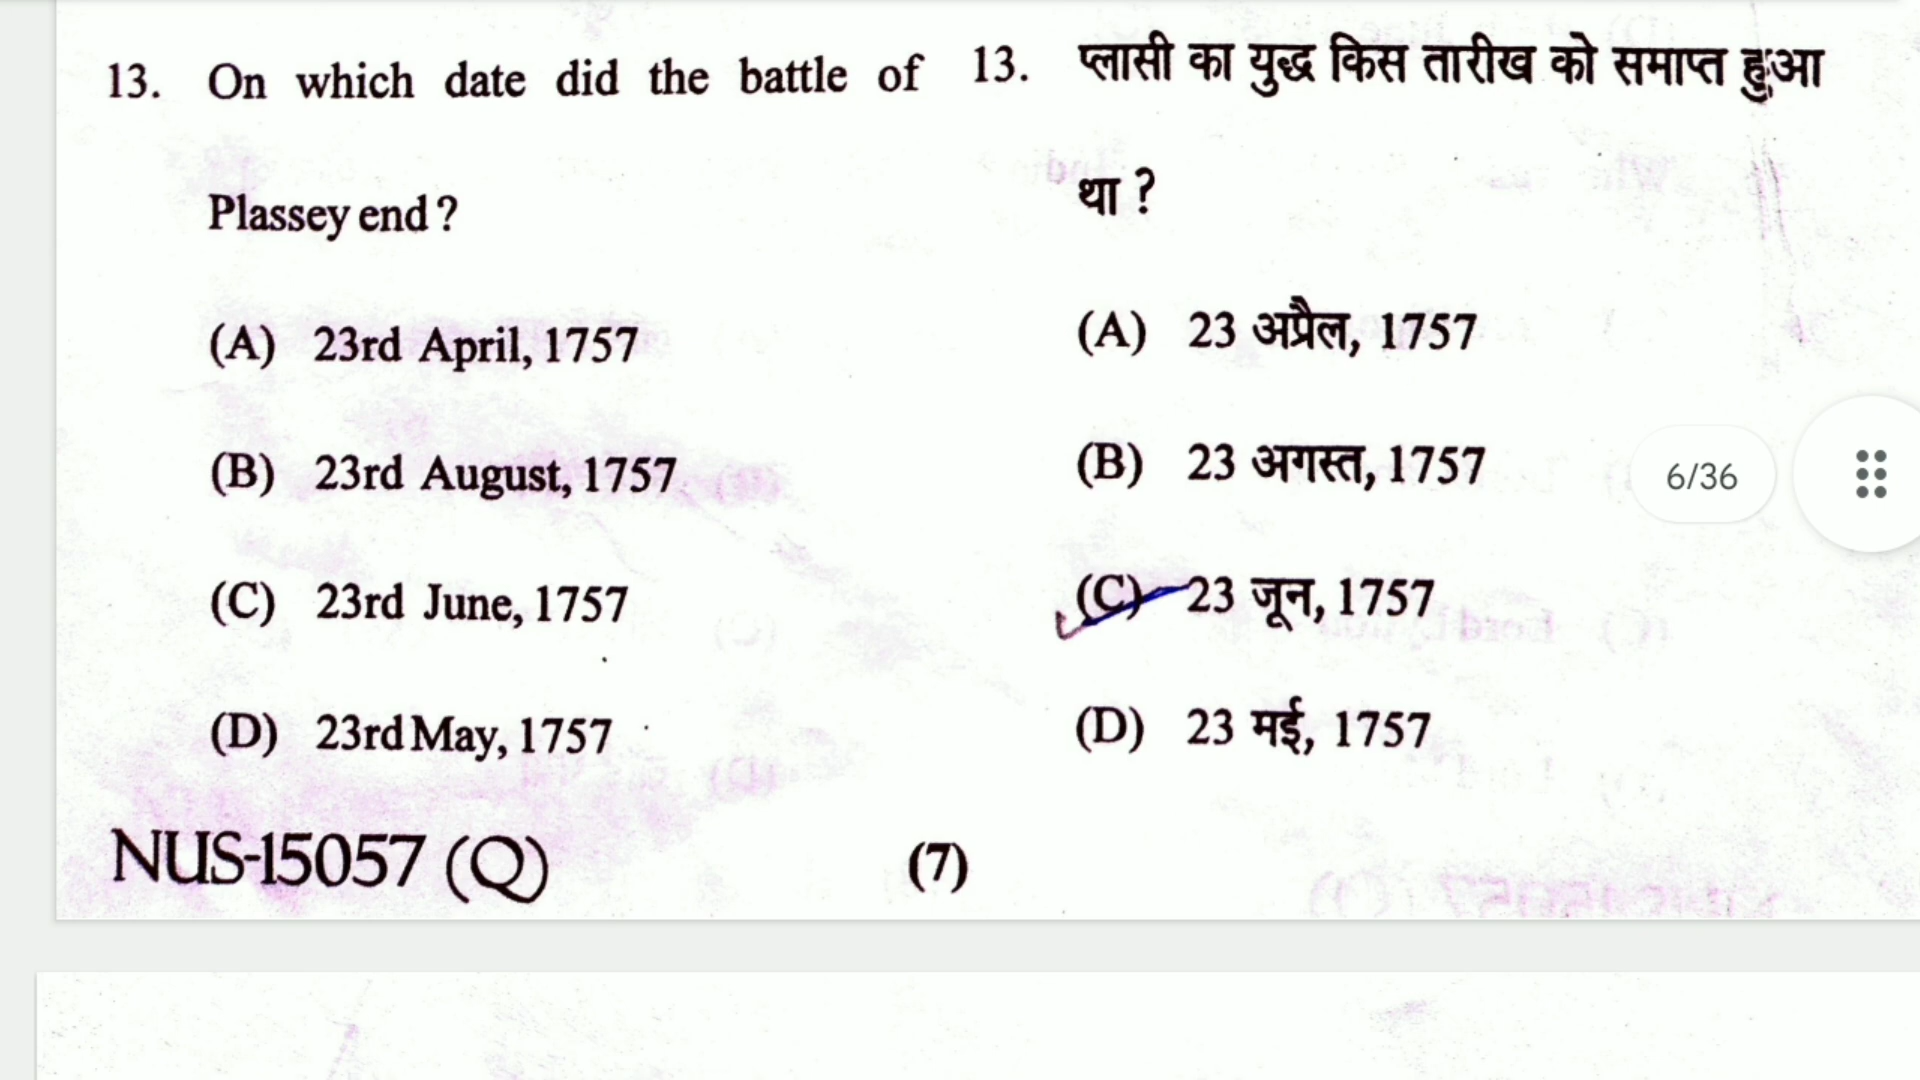 13. On which date did the battle of
Plassey end ?
(A) 23rd April, 1757
(B) 23rd August, 1757
(C) 23rd June, 1757
(D) 23rd May, 1757
13. प्लासी का युद्ध किस तारीख को समाप्त हुआ
था ?
(A) 23 अप्रैल, 1757
(B) 23 अगस्त, 1757
(C) 23 जून, 1757
(D) 23 मई, 1757
6/36
NUS-15057 (Q)
(7)